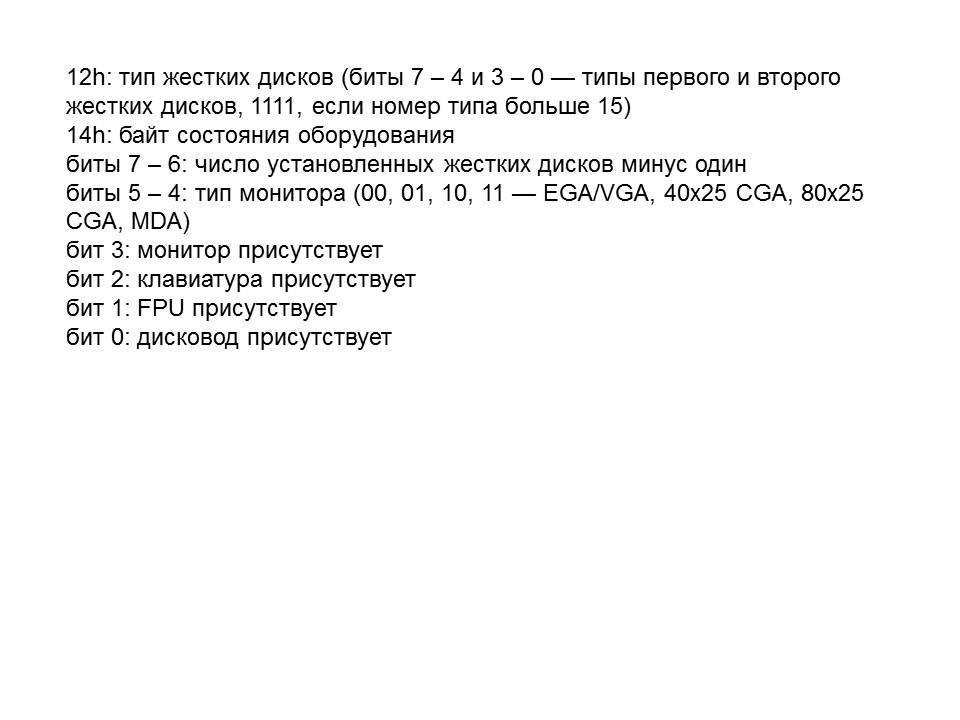 12h: тип жестких дисков (биты 7 – 4 и 3 – 0 — типы первого и второго
жестких дисков, 1111, если номер типа больше 15)
14h: байт состояния оборудования
биты 7 – 6: число установленных жестких дисков минус один
биты 5 – 4: тип монитора (00, 01, 10, 11 — EGA/VGA, 40x25 CGA, 80x25
CGA, MDA)
бит 3: монитор присутствует
бит 2: клавиатура присутствует
бит 1: FPU присутствует
бит 0: дисковод присутствует